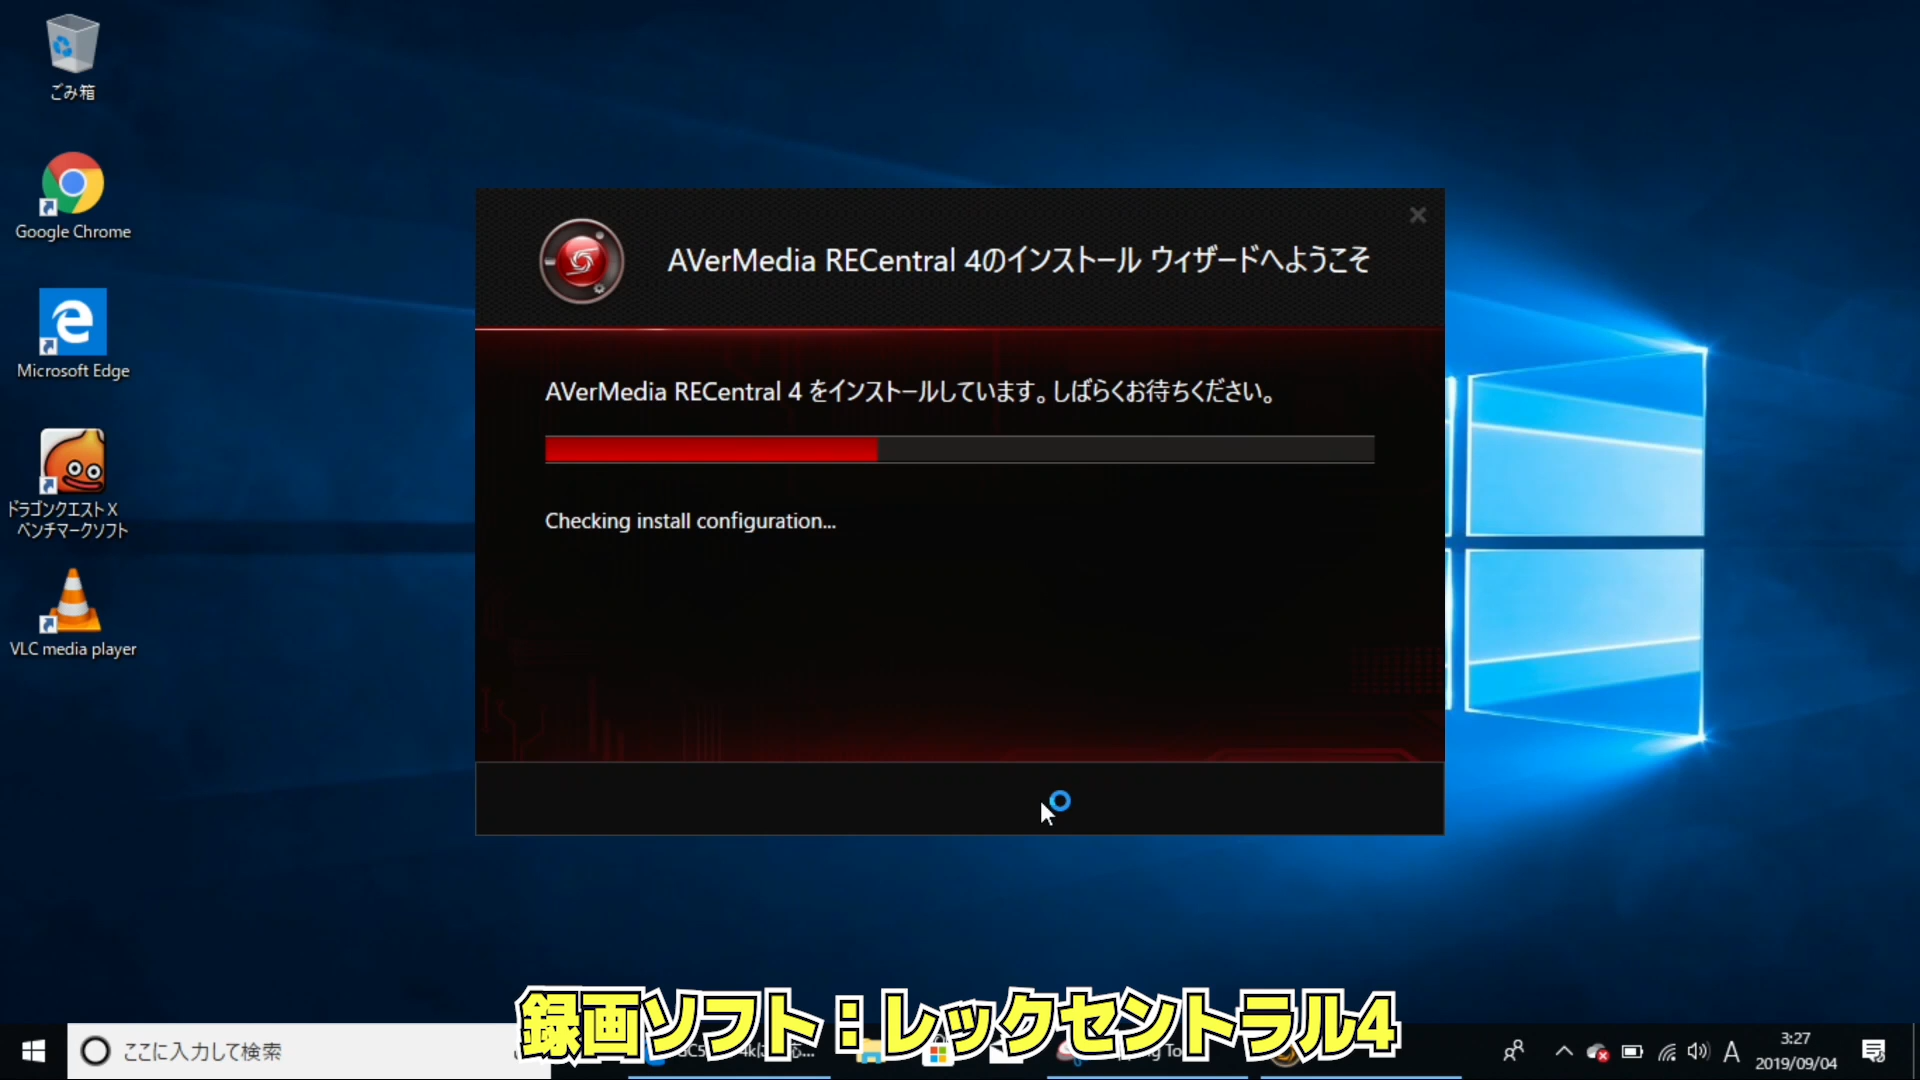 ごみ箱
Google Chrome
Microsoft Edge
ドラゴンクエストX
ベンチマークソフト
VLC media player
AVerMedia RECentral 4のインストール ウィザードへようこそ
AVerMedia RECentral 4 をインストールしています。しばらくお待ちください。
Checking install configuration...
録画ソフト：レックセントラル4
ここに入力して検索
A
3:27
2019/09/04